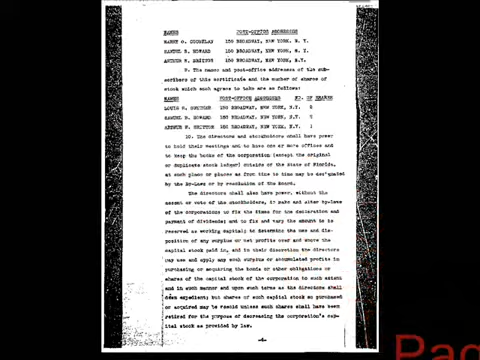 NAMES POST-OFFICE ADDRESSES
HARRY O. COUGHLAN 150 BROADWAY, NEW YORK, N. Y.
SAMUEL B. HOWARD 150 BROADWAY, NEW YORK, N. Y.
ARTHUR W. BRITTON 150 BROADWAY, NEW YORK, N.Y.
9. The names and post-office addresses of the sub-
scribers of this certificate and the number of shares of
stock which each agrees to take are as follows:
NAMES POST-OFFICE ADDRESSES NO. OF SHARES
LOUIS H. 150 BROADWAY, NEW YORK, N.Y.
SAMUEL B. HOWARD 150 BROADWAY, NEW YORK, N.Y.
ARTHUR W. BRITTON 150 BROADWAY, NEW YORK, N.Y. 1
10. The directors and stockholders shall have power
to hold their meetings and to have one or more offices and
to keep the books of the corporation (except the original
or duplicate stock ledger) outside of the State of Florida,
at such place or places as from time to time may be designated
by the By-Laws or by resolution of the Board.
The directors shall also have power, without the
assent or vote of the stockholders, to make and alter by-laws
of the corporation; to fix the times for the declaration and
payment of dividends; and to fix and vary the amount to be
reserved as working capital; to determine the use and dis-
position of any surplus or net profits over and above the
capital stock paid in, and in their discretion the directors
may use and apply any such surplus or accumulated profits in
purchasing or acquiring the bonds or other obligations or
shares of the capital stock of the corporation to such extent
and in such manner and upon such terms as the directors shall
deem expedient; but shares of such capital stock so purchased
or acquired may be resold unless such shares shall have been
retired for the purpose of decreasing the corporation's cap-
ital stock as provided by law.
Pag